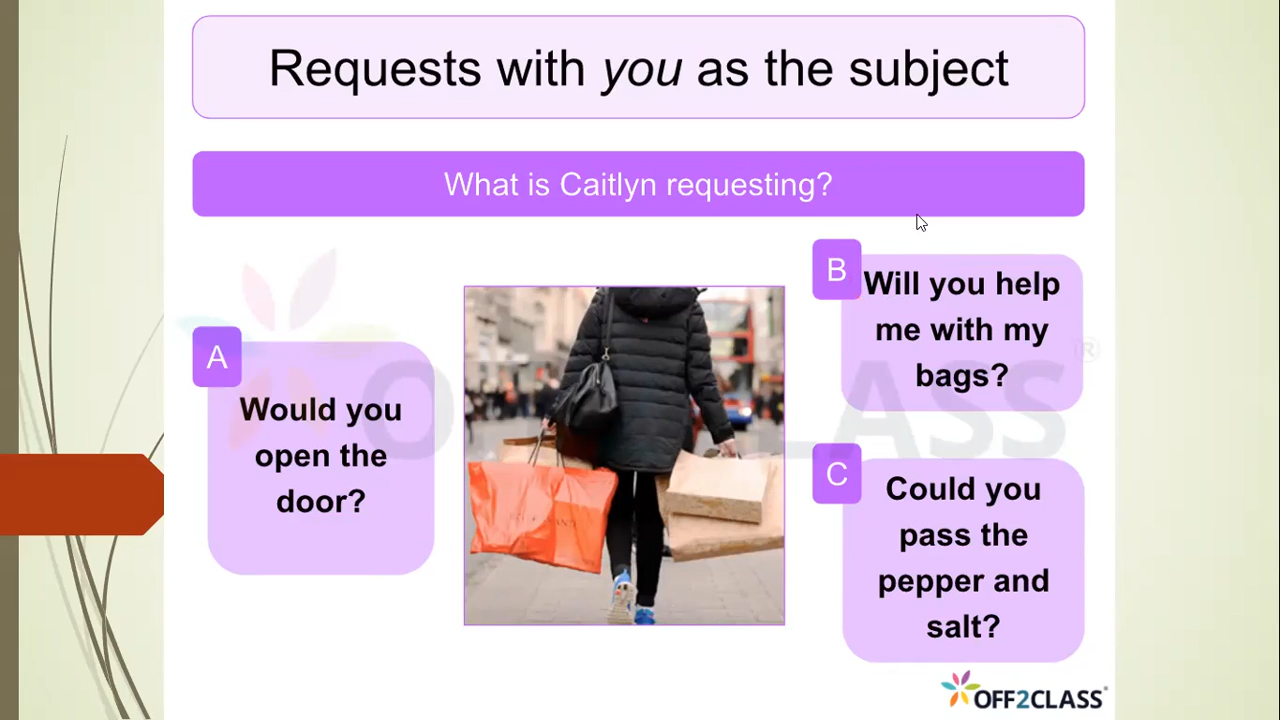 Requests with you as the subject
What is Caitlyn requesting?
A
Would you
open the
door?
B
Will you help
me with my
bags?
C
Could you
pass the
pepper and
salt?
OFF2CLASS®
OFF2CLASS®